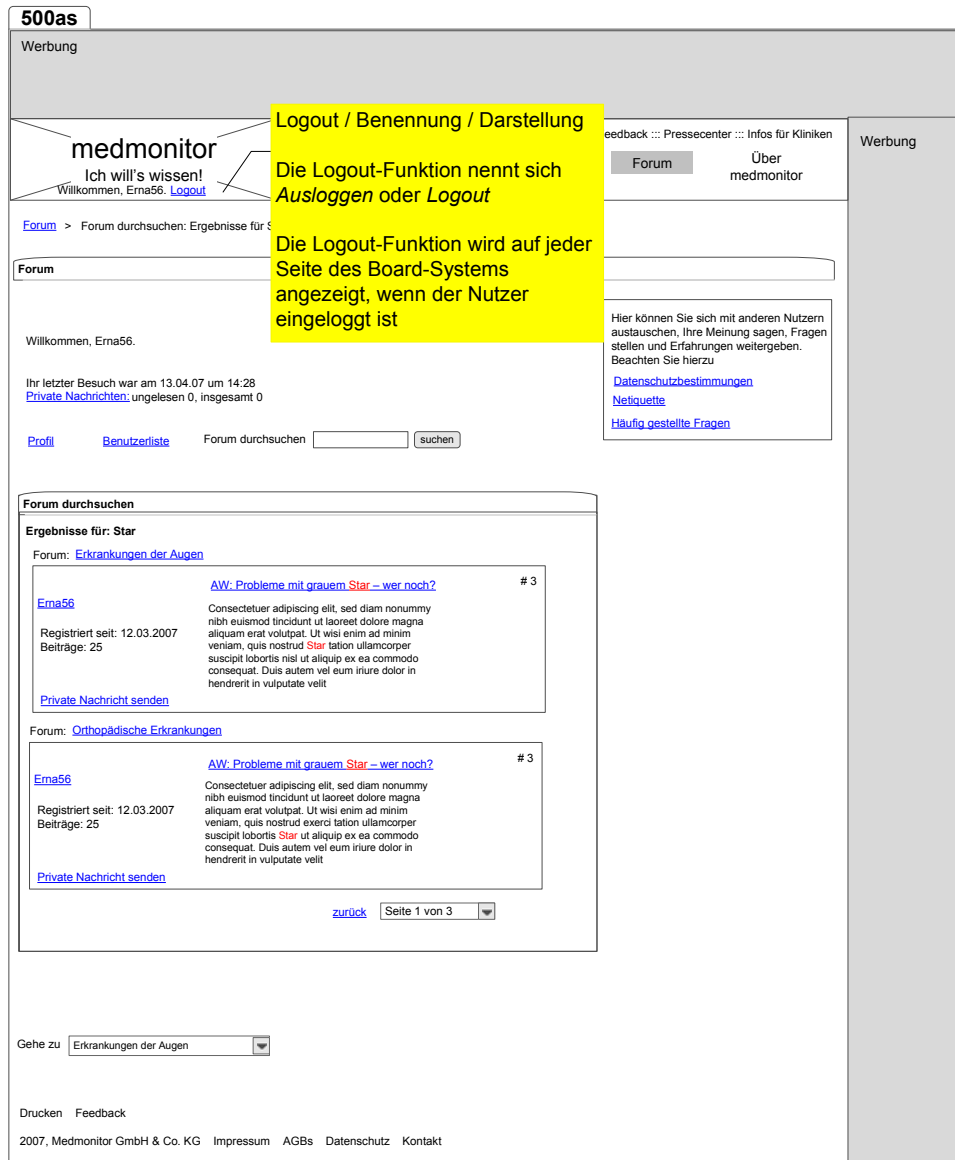 500as
Werbung
Logout / Benennung / Darstellung
Die Logout-Funktion nennt sich
Ausloggen oder Logout
Die Logout-Funktion wird auf jeder
Seite des Board-Systems
angezeigt, wenn der Nutzer
eingeloggt ist
eedback ::: Pressecenter ::: Infos für Kliniken
Werbung
medmonitor
Ich will's wissen!
Willkommen, Erna56. Logout
Forum
Über
medmonitor
Forum > Forum durchsuchen: Ergebnisse für S
Forum
Willkommen, Erna56.
Ihr letzter Besuch war am 13.04.07 um 14:28
Private Nachrichten: ungelesen 0, insgesamt 0
Hier können Sie sich mit anderen Nutzern
austauschen, Ihre Meinung sagen, Fragen
stellen und Erfahrungen weitergeben.
Beachten Sie hierzu
Datenschutzbestimmungen
Netiquette
Häufig gestellte Fragen
Profil Benutzerliste Forum durchsuchen suchen
Forum durchsuchen
Ergebnisse für: Star
Forum: Erkrankungen der Augen
AW: Probleme mit grauem Star – wer noch? # 3
Erna56
Registriert seit: 12.03.2007
Beiträge: 25
Private Nachricht senden
Consectetuer adipiscing elit, sed diam nonummy
nibh euismod tincidunt ut laoreet dolore magna
aliquam erat volutpat. Ut wisi enim ad minim
veniam, quis nostrud Star tation ullamcorper
suscipit lobortis nisl ut aliquip ex ea commodo
consequat. Duis autem vel eum iriure dolor in
hendrerit in vulputate velit
Forum: Orthopädische Erkrankungen
AW: Probleme mit grauem Star – wer noch? # 3
Erna56
Registriert seit: 12.03.2007
Beiträge: 25
Private Nachricht senden
Consectetuer adipiscing elit, sed diam nonummy
nibh euismod tincidunt ut laoreet dolore magna
aliquam erat volutpat. Ut wisi enim ad minim
veniam, quis nostrud exerci tation ullamcorper
suscipit lobortis Star ut aliquip ex ea commodo
consequat. Duis autem vel eum iriure dolor in
hendrerit in vulputate velit
zurück Seite 1 von 3
Gehe zu Erkrankungen der Augen
Drucken Feedback
2007, Medmonitor GmbH & Co. KG Impressum AGBs Datenschutz Kontakt